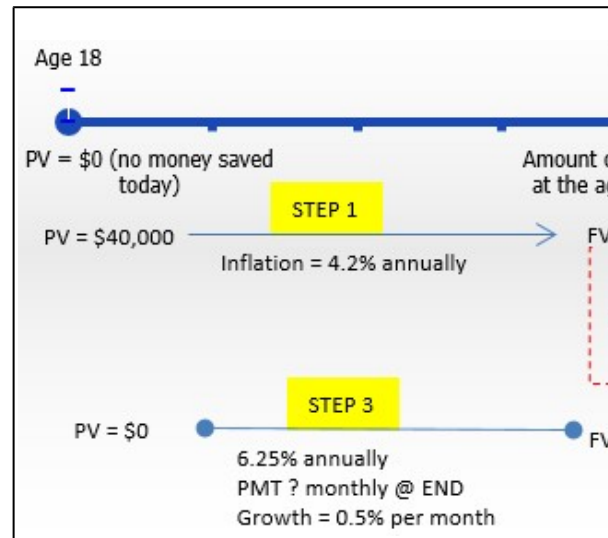 Age 18
PV = $0 (no money saved
today)
Amount
at the
STEP 1
PV = $40,000
FV
Inflation = 4.2% annually
STEP 3
PV = $0
FV
6.25% annually
PMT ? monthly @ END
Growth = 0.5% per month